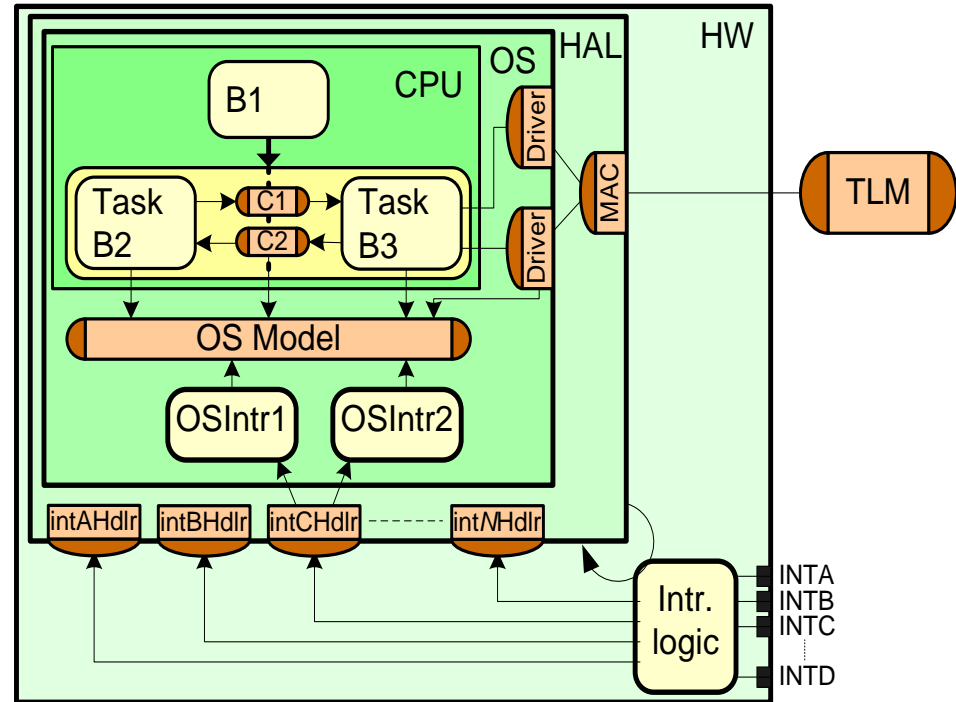 HW
HAL
OS
CPU
B1
Driver
Task
B2
C1
C2
Task
B3
Driver
MAC
TLM
OS Model
OSIntr1
OSIntr2
intAHdlr
intBHdlr
intCHdlr
intNHdlr
Intr.
logic
INTA
INTB
INTC
INTD